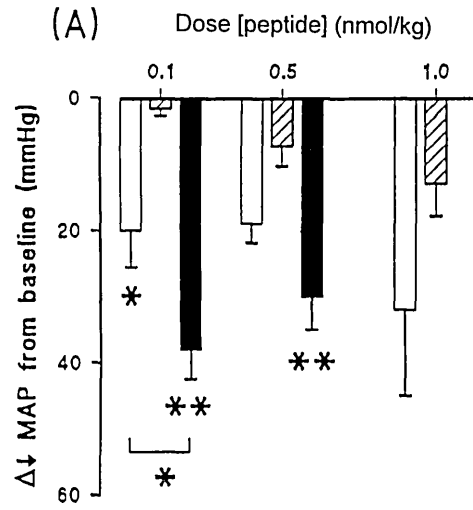 (A) Dose [peptide] (nmol/kg)
0.1 0.5 1.0
0
20
40
60
Δ↓ MAP from baseline (mmHg)
*
**
**
*